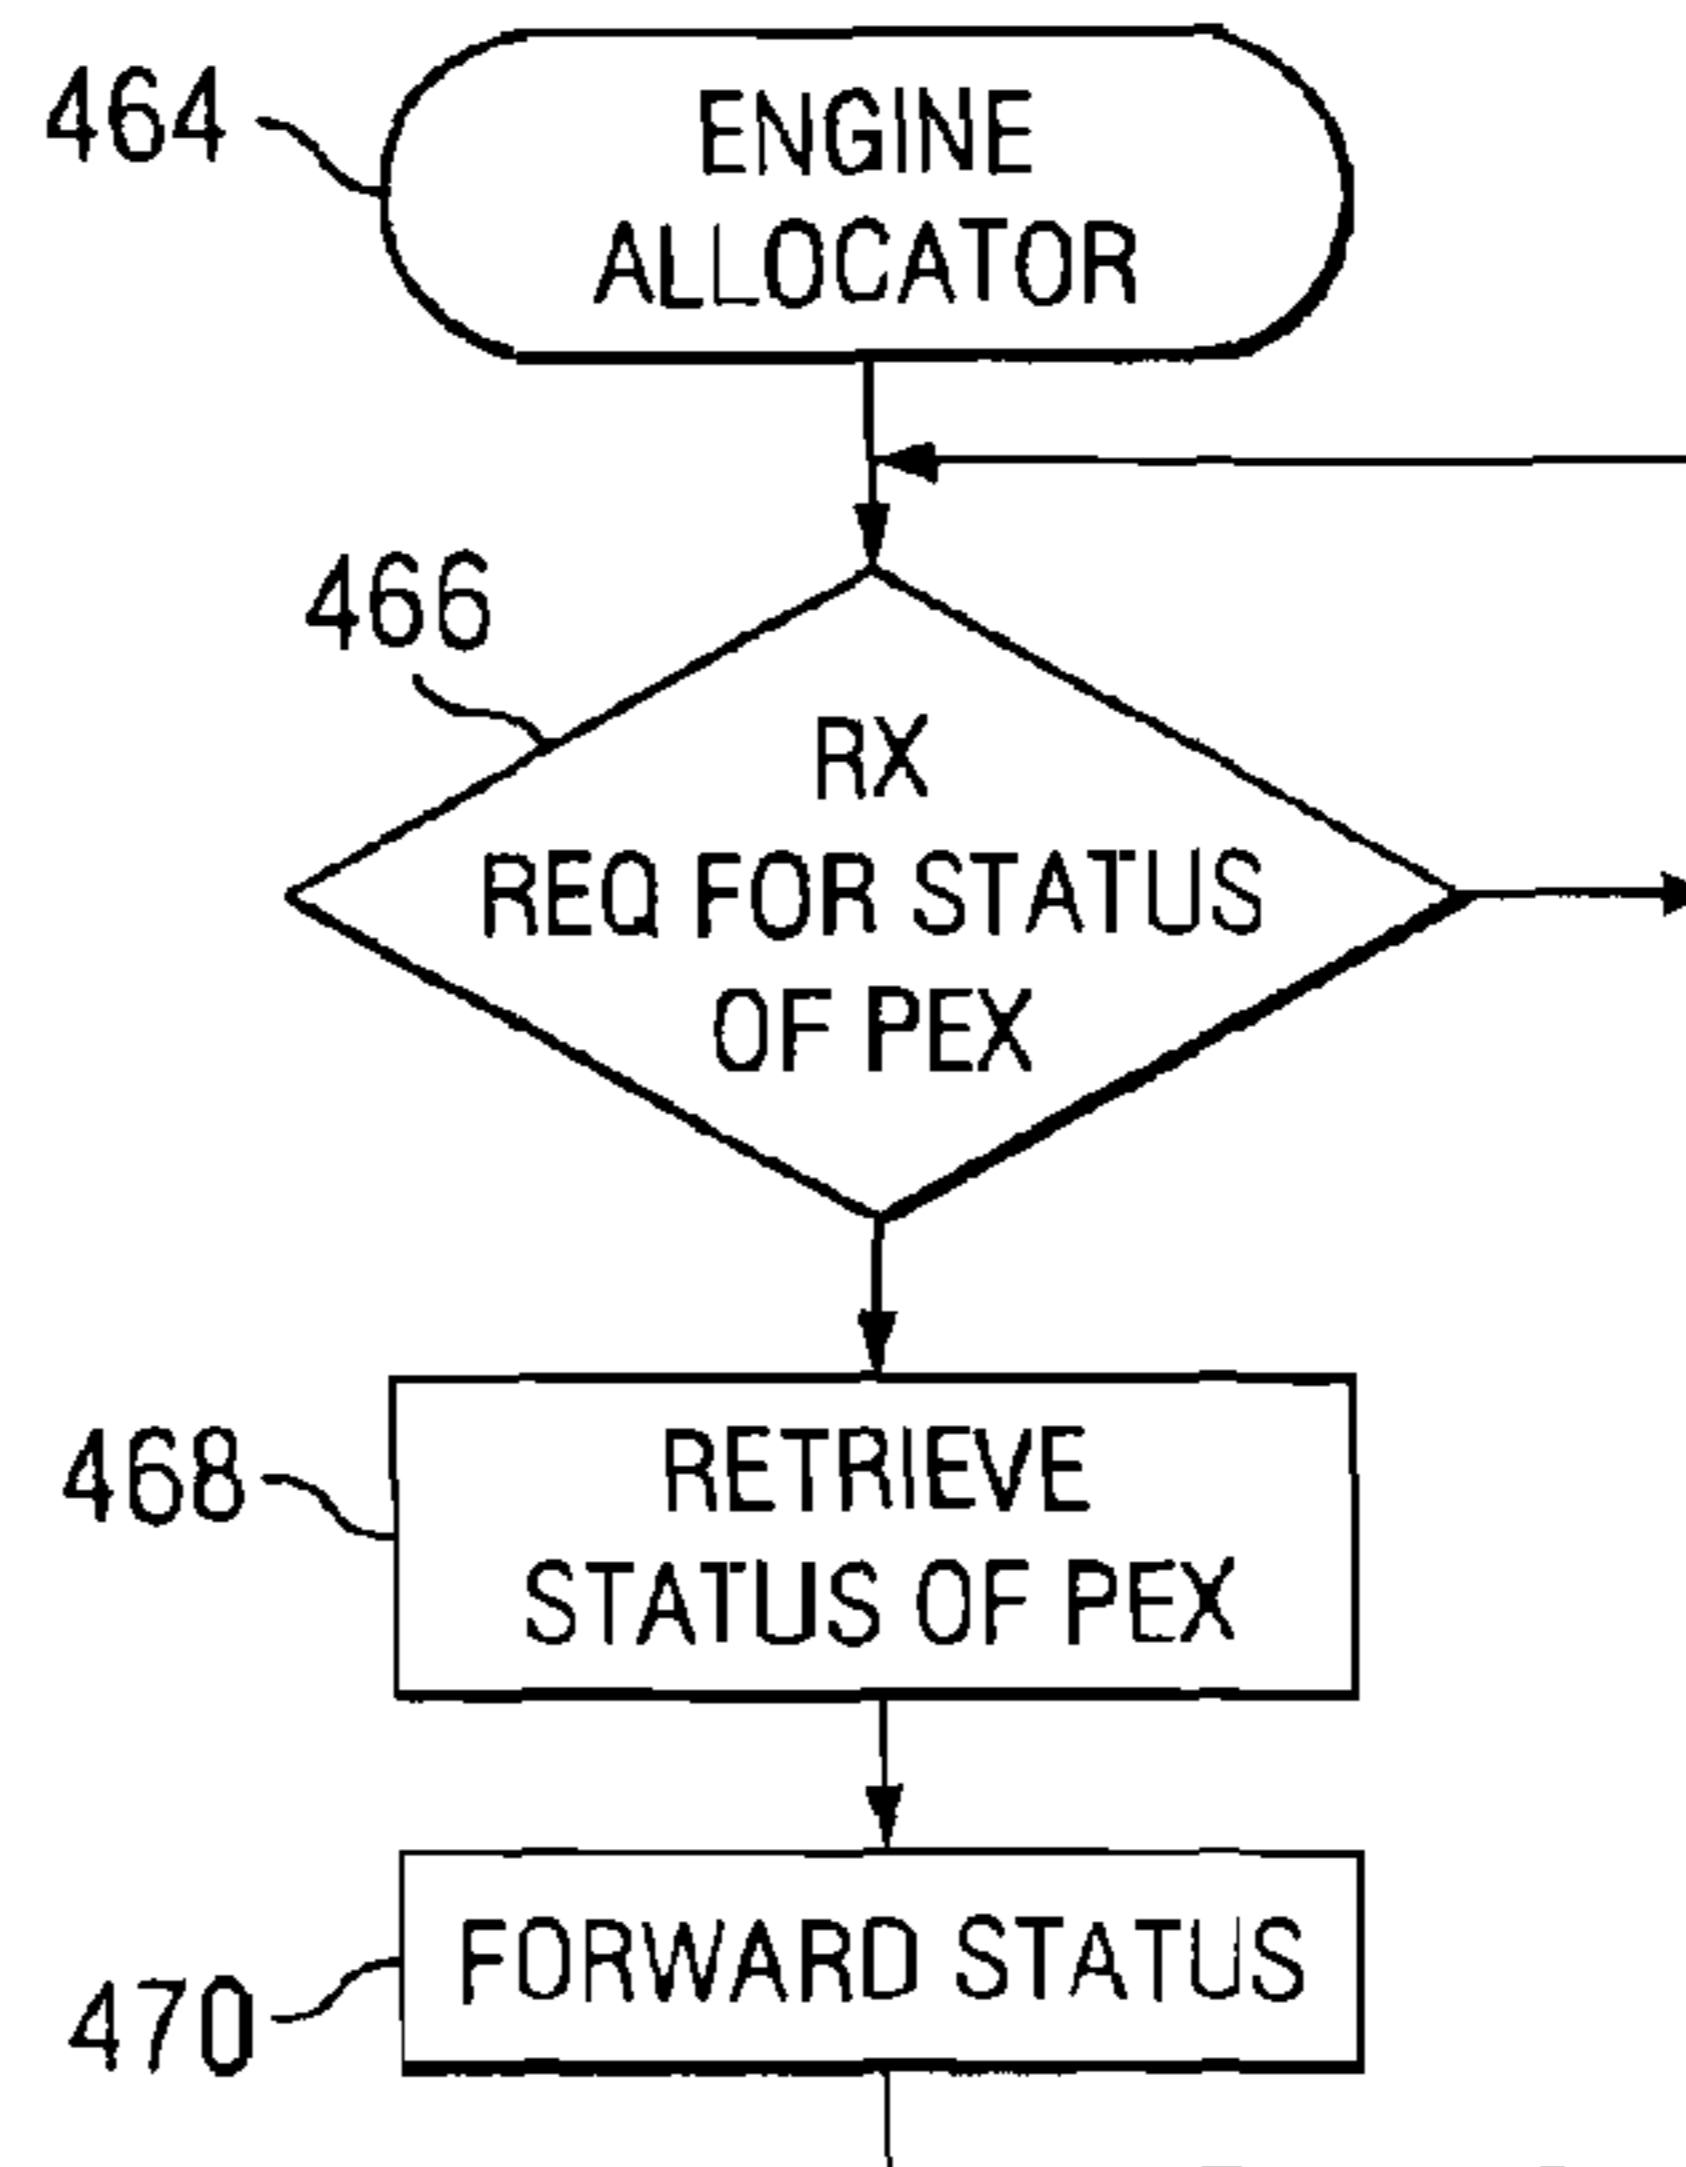 464
ENGINE
ALLOCATOR
466
RX
REQ FOR STATUS
OF PEX
468
RETRIEVE
STATUS OF PEX
470
FORWARD STATUS